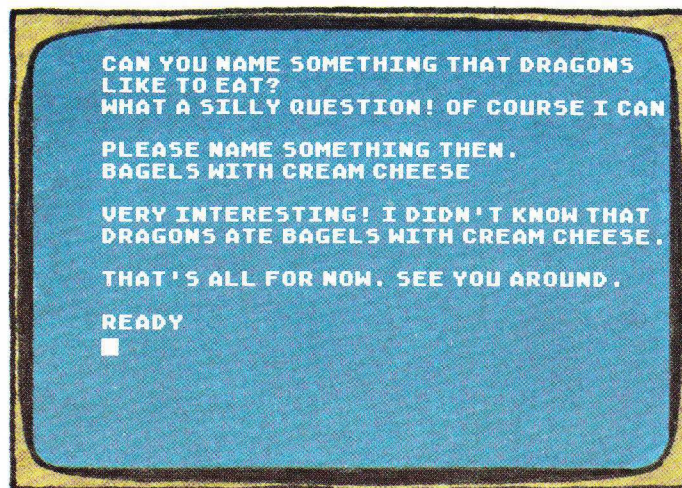 CAN YOU NAME SOMETHING THAT DRAGONS
LIKE TO EAT?
WHAT A SILLY QUESTION! OF COURSE I CAN
PLEASE NAME SOMETHING THEN.
BAGELS WITH CREAM CHEESE
VERY INTERESTING! I DIDN'T KNOW THAT
DRAGONS ATE BAGELS WITH CREAM CHEESE.
THAT'S ALL FOR NOW. SEE YOU AROUND.
READY